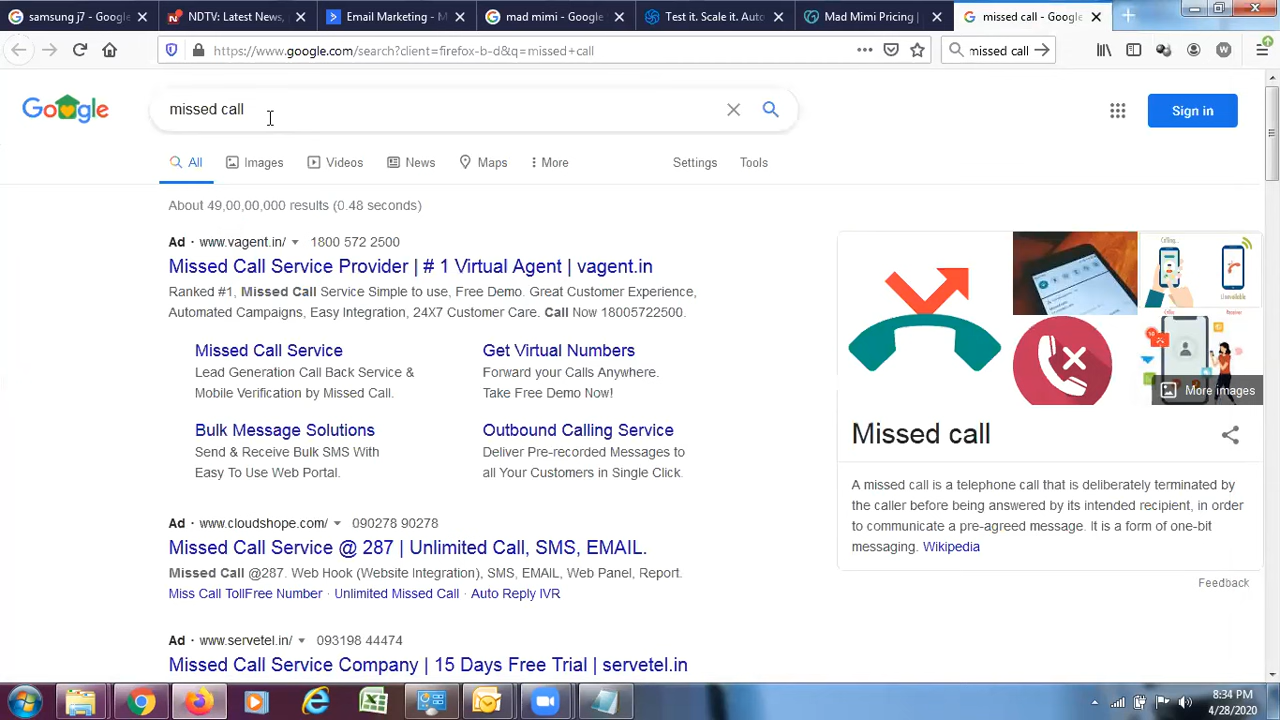 samsung j7 - Google
NDTV: Latest News,
Email Marketing - M
mad mimi - Google
Test it. Scale it. Auto
Mad Mimi Pricing |
missed call - Google
https://www.google.com/search?client=firefox-b-d&q=missed+call
missed call
Google
missed call
Sign in
All
Images
Videos
News
Maps
More
Settings
Tools
About 49,00,00,000 results (0.48 seconds)
Ad · www.vagent.in/ 1800 572 2500
Missed Call Service Provider | # 1 Virtual Agent | vagent.in
Ranked #1, Missed Call Service Simple to use, Free Demo. Great Customer Experience,
Automated Campaigns, Easy Integration, 24X7 Customer Care. Call Now 18005722500.
Missed Call Service
Lead Generation Call Back Service &
Mobile Verification by Missed Call.
Get Virtual Numbers
Forward your Calls Anywhere.
Take Free Demo Now!
Bulk Message Solutions
Send & Receive Bulk SMS With
Easy To Use Web Portal.
Outbound Calling Service
Deliver Pre-recorded Messages to
all Your Customers in Single Click.
Ad · www.cloudshope.com/ 090278 90278
Missed Call Service @ 287 | Unlimited Call, SMS, EMAIL.
Missed Call @287. Web Hook (Website Integration), SMS, EMAIL, Web Panel, Report.
Miss Call TollFree Number · Unlimited Missed Call · Auto Reply IVR
Ad · www.servetel.in/ 093198 44474
Missed Call Service Company | 15 Days Free Trial | servetel.in
More images
Missed call
A missed call is a telephone call that is deliberately terminated by
the caller before being answered by its intended recipient, in order
to communicate a pre-agreed message. It is a form of one-bit
messaging. Wikipedia
Feedback
8:34 PM
4/28/2020